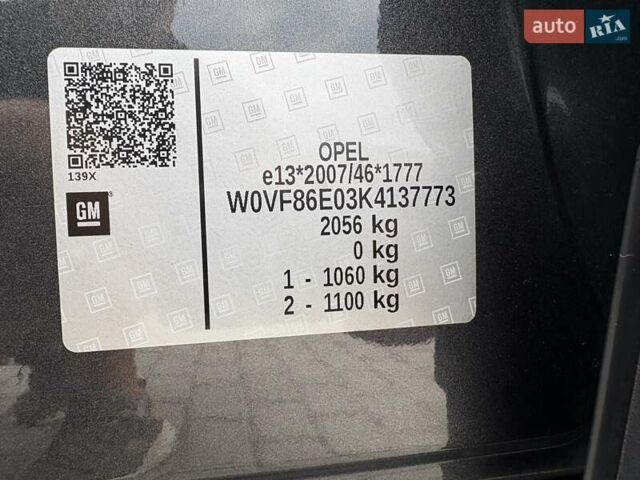 auto RIA.com
139X
GM
OPEL
e13*2007/46*1777
W0VF86E03K4137773
2056 kg
0 kg
1 - 1060 kg
2 - 1100 kg